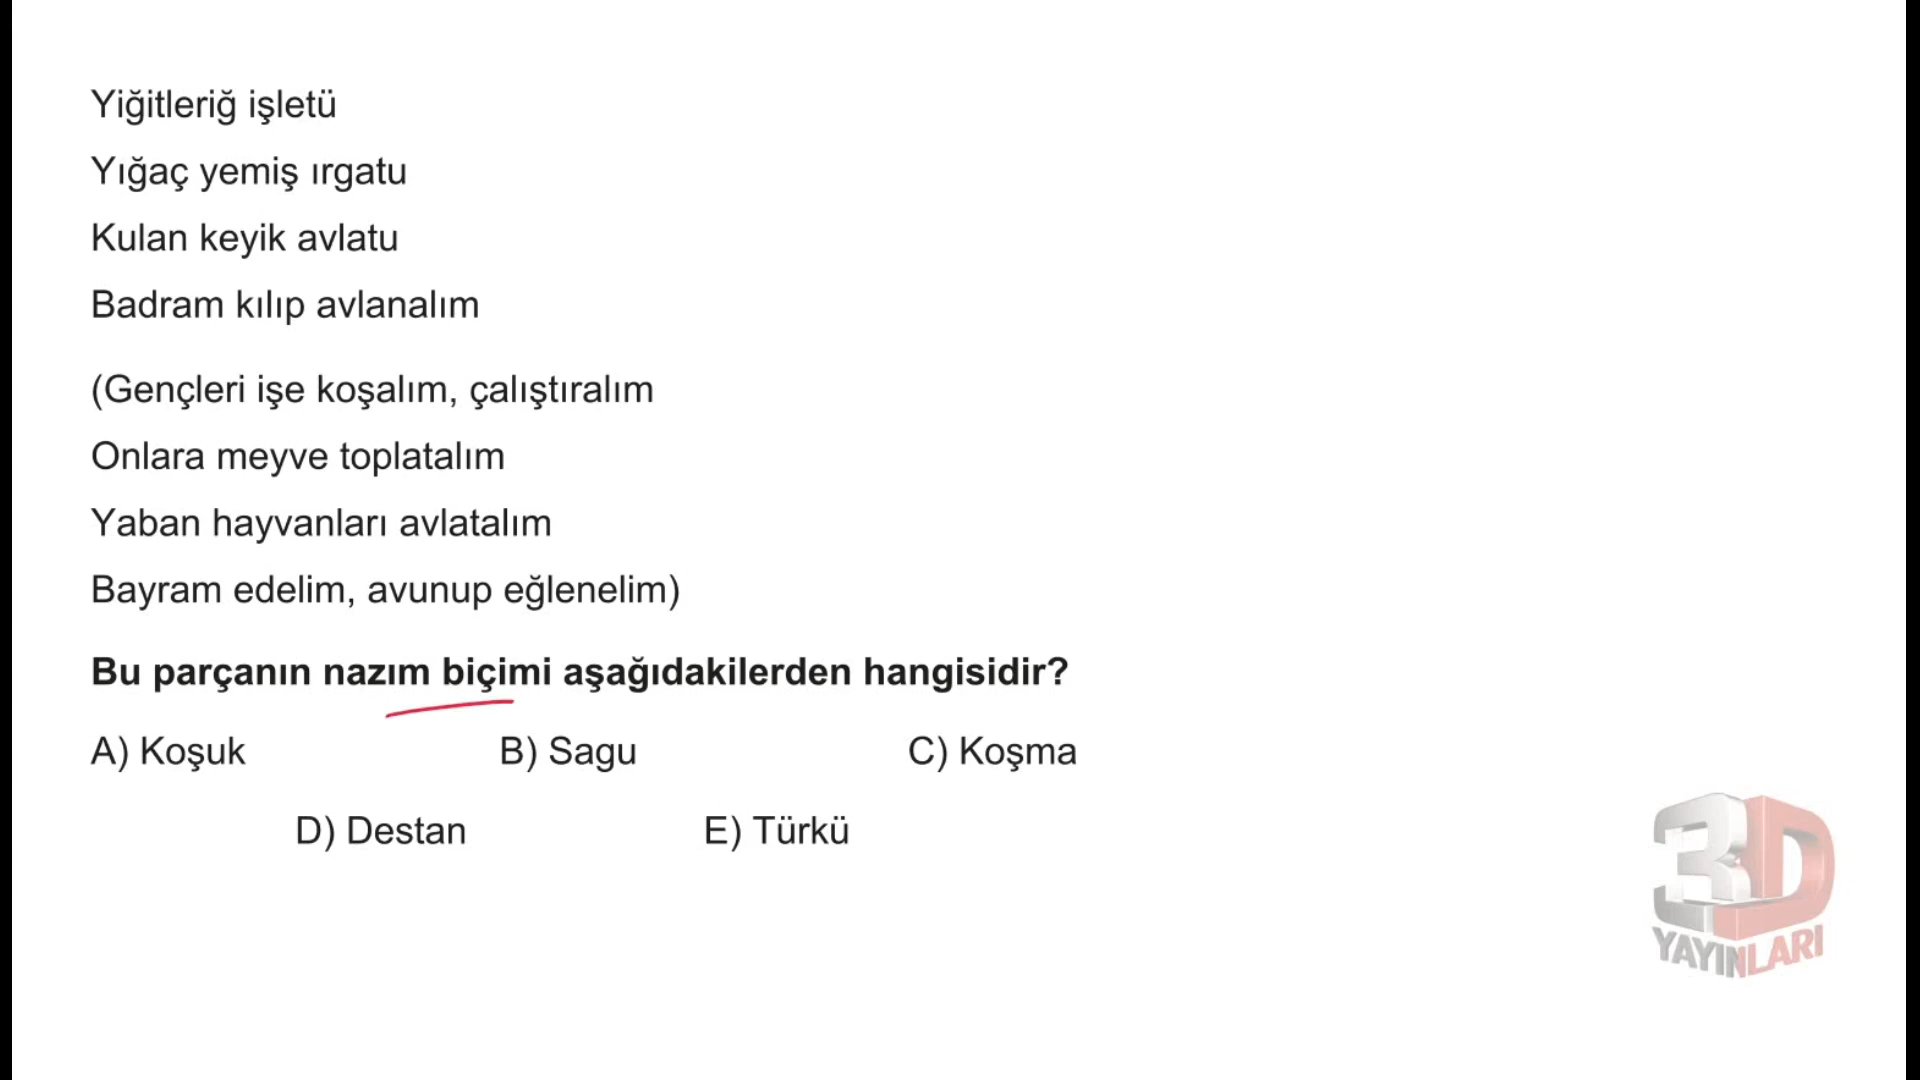 Yiğitleriğ işletü
Yığaç yemiş ırgatu
Kulan keyik avlatu
Badram kılıp avlanalım
(Gençleri işe koşalım, çalıştıralım
Onlara meyve toplatalım
Yaban hayvanları avlatalım
Bayram edelim, avunup eğlenelim)
Bu parçanın nazım biçimi aşağıdakilerden hangisidir?
A) Koşuk B) Sagu C) Koşma
D) Destan E) Türkü
3D
YAYINLARI